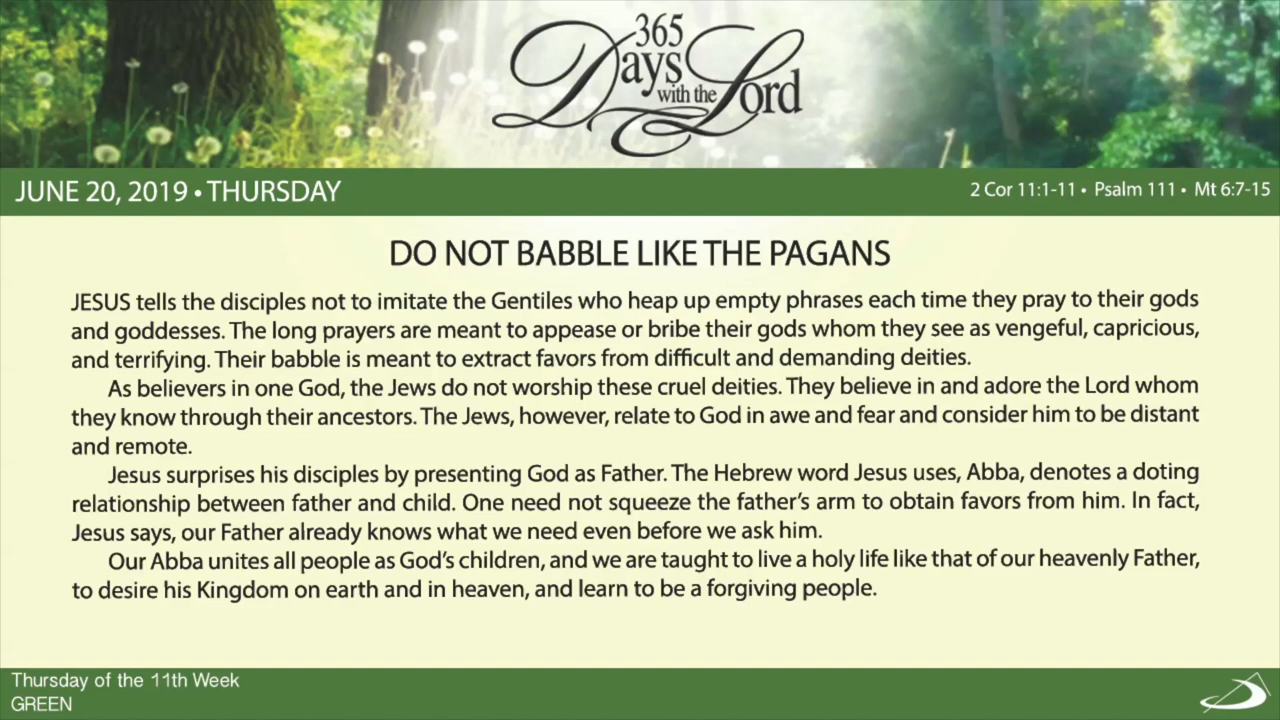 365
Days
with the Lord
JUNE 20, 2019 • THURSDAY
2 Cor 11:1-11 • Psalm 111 • Mt 6:7-15
DO NOT BABBLE LIKE THE PAGANS
JESUS tells the disciples not to imitate the Gentiles who heap up empty phrases each time they pray to their gods
and goddesses. The long prayers are meant to appease or bribe their gods whom they see as vengeful, capricious,
and terrifying. Their babble is meant to extract favors from difficult and demanding deities.
As believers in one God, the Jews do not worship these cruel deities. They believe in and adore the Lord whom
they know through their ancestors. The Jews, however, relate to God in awe and fear and consider him to be distant
and remote.
Jesus surprises his disciples by presenting God as Father. The Hebrew word Jesus uses, Abba, denotes a doting
relationship between father and child. One need not squeeze the father's arm to obtain favors from him. In fact,
Jesus says, our Father already knows what we need even before we ask him.
Our Abba unites all people as God's children, and we are taught to live a holy life like that of our heavenly Father,
to desire his Kingdom on earth and in heaven, and learn to be a forgiving people.
Thursday of the 11th Week
GREEN